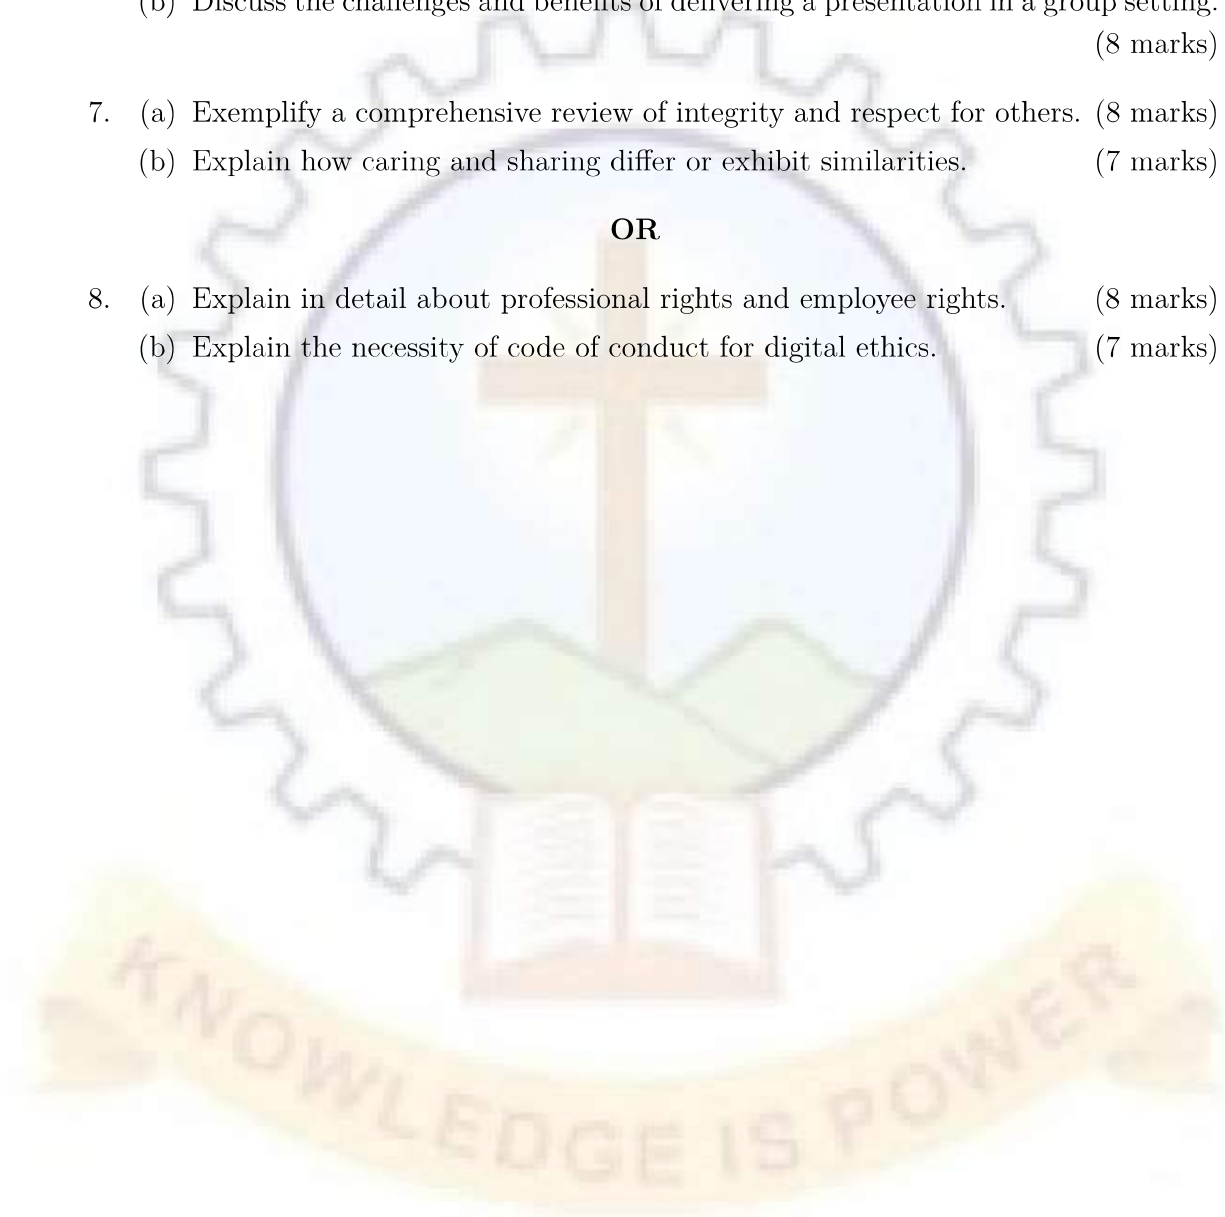 (b) Discuss the challenges and benefits of delivering a presentation in a group setting.
(8 marks)
7. (a) Exemplify a comprehensive review of integrity and respect for others. (8 marks)
(b) Explain how caring and sharing differ or exhibit similarities. (7 marks)
OR
8. (a) Explain in detail about professional rights and employee rights. (8 marks)
(b) Explain the necessity of code of conduct for digital ethics. (7 marks)
KNOWLEDGE IS POWER